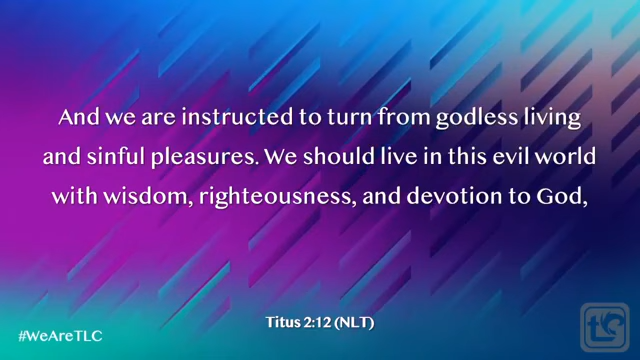 And we are instructed to turn from godless living
and sinful pleasures. We should live in this evil world
with wisdom, righteousness, and devotion to God,
Titus 2:12 (NLT)
#WeAreTLC